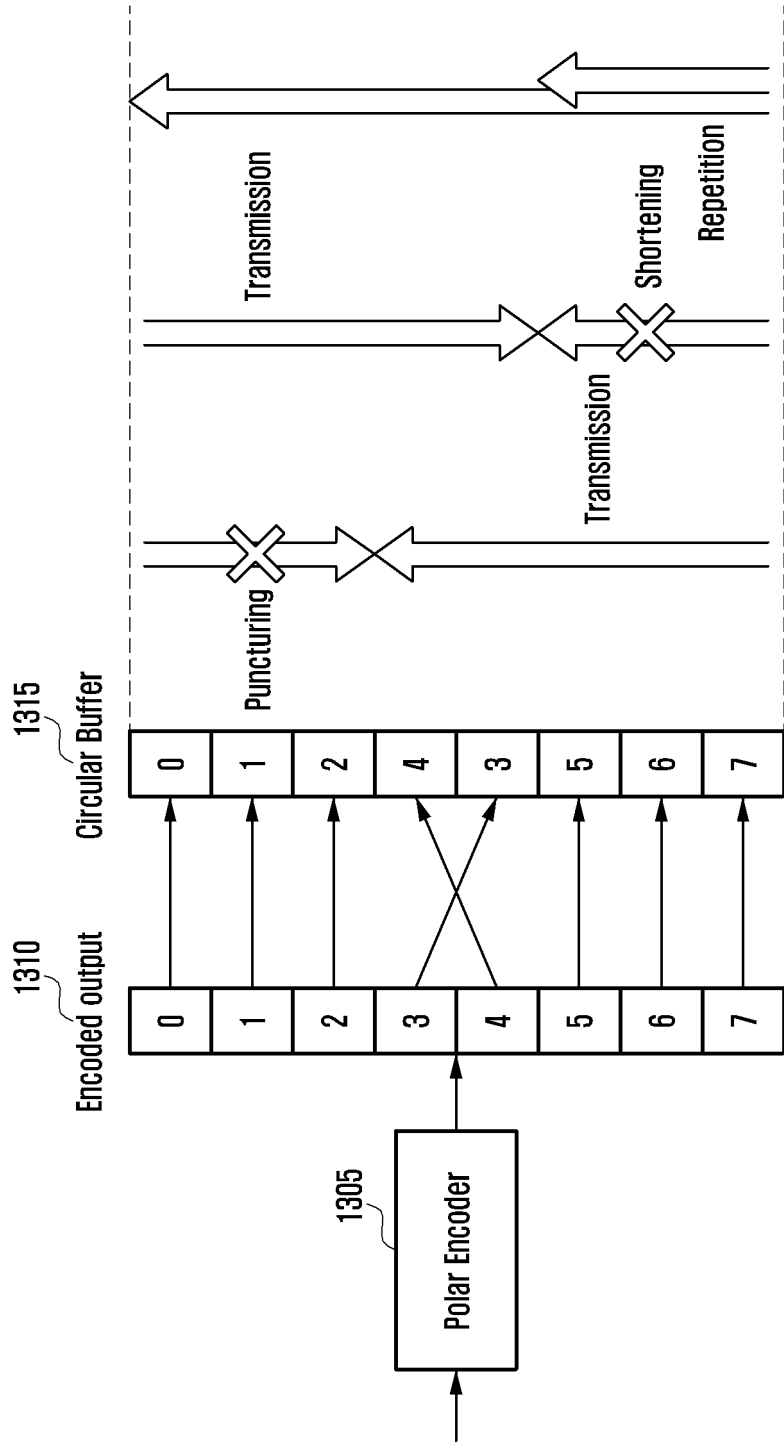 1305
Polar Encoder
1310
Encoded output
0
1
2
3
4
5
6
7
1315
Circular Buffer
0
1
2
4
3
5
6
7
Puncturing
Transmission
Transmission
Shortening
Repetition